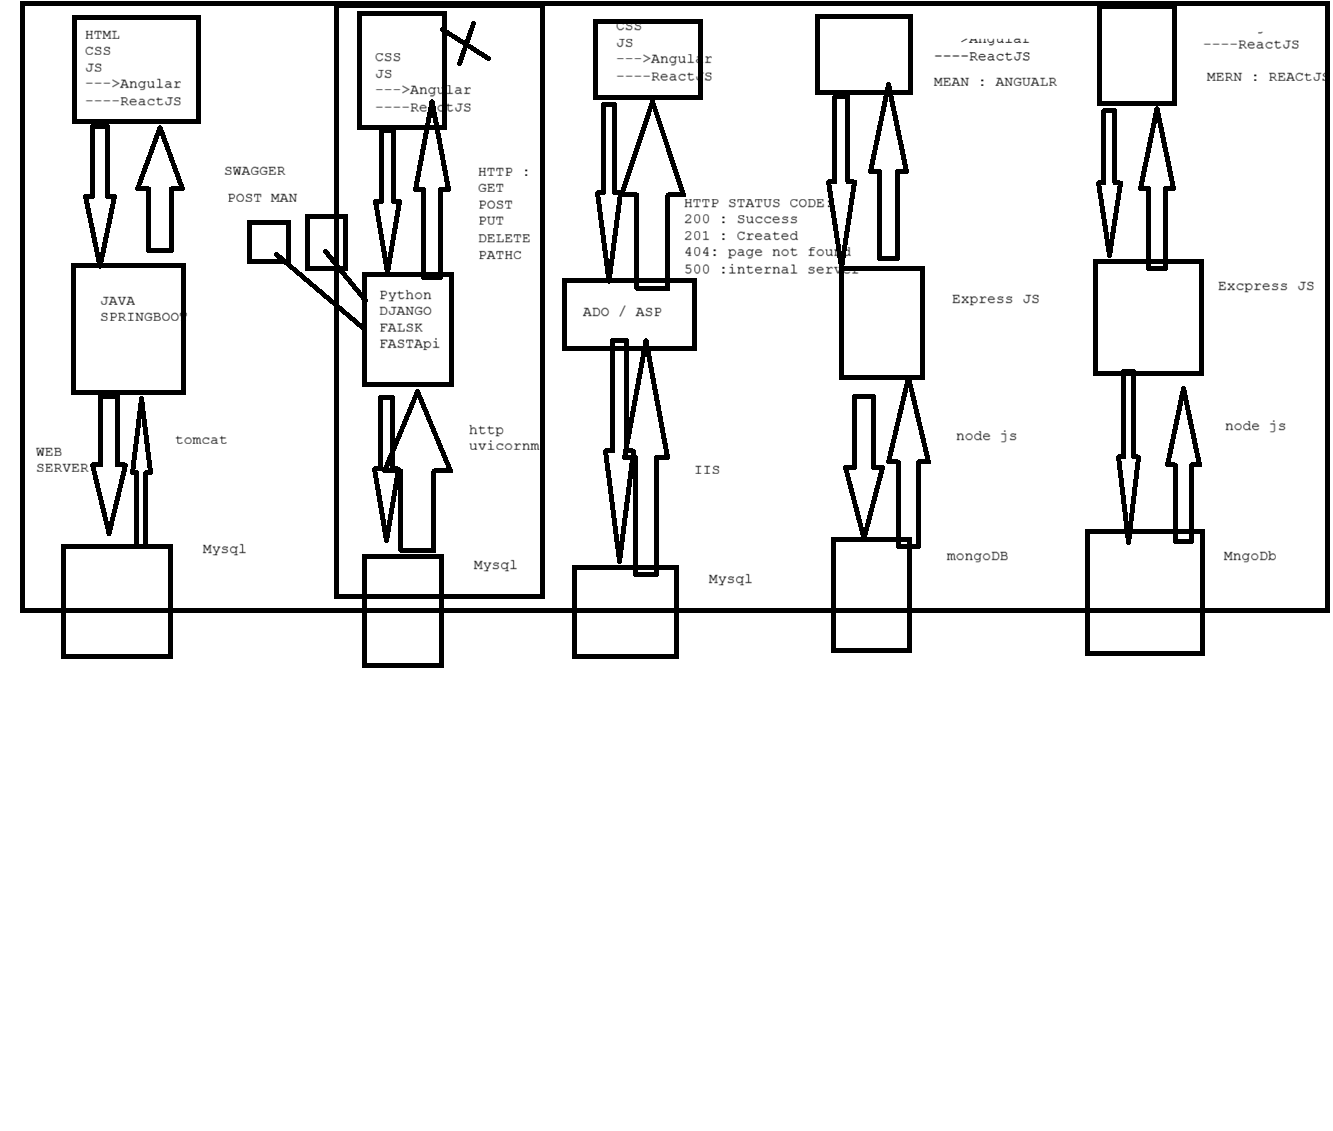 HTML
CSS
JS
--->Angular
----ReactJS
SWAGGER
POST MAN
JAVA
SPRINGBOO
WEB
SERVER
tomcat
Mysql
CSS
JS
--->Angular
----ReactJS
HTTP :
GET
POST
PUT
DELETE
PATHC
Python
DJANGO
FALSK
FASTApi
http
uvicornm
Mysql
CSS
JS
--->Angular
----ReactJS
HTTP STATUS CODE:
200 : Success
201 : Created
404: page not found
500 :internal server
ADO / ASP
IIS
Mysql
>Angular
----ReactJS
MEAN : ANGUALR
Express JS
node js
mongoDB
----ReactJS
MERN : REACtJS
Excpress JS
node js
MngoDb